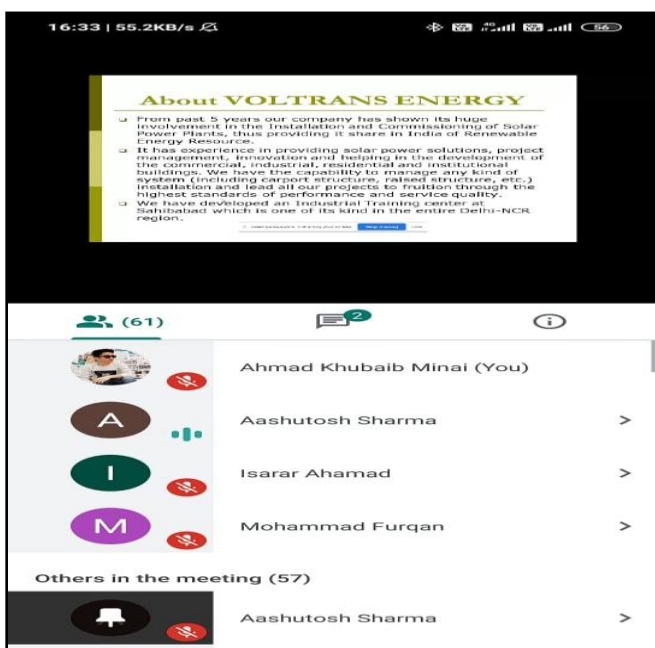 16:33 | 55.2KB/s
56
About VOLTRANS ENERGY
From past 5 years our company has shown its huge
involvement in the Installation and Commissioning of Solar
Power Plants, thus providing it share in India of Renewable
Energy Resource.
It has experience in providing solar power solutions, project
management, innovation and helping in the development of
the commercial, industrial, residential and institutional
buildings. We have the capability to manage any kind of
system (including carport structure, raised structure, etc.)
installation and lead all our projects to fruition through the
highest standards of performance and service quality.
We have developed an Industrial Training center at
Sahibabad which is one of its kind in the entire Delhi-NCR
region.
(61)
2
Ahmad Khubaib Minai (You)
A
Aashutosh Sharma
I
Isarar Ahamad
M
Mohammad Furqan
Others in the meeting (57)
Aashutosh Sharma